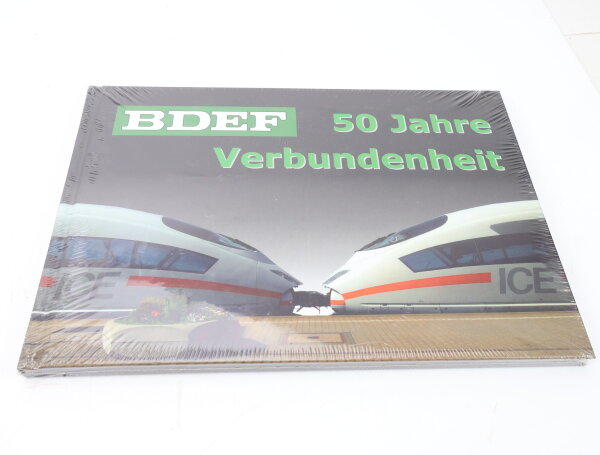 BDEF 50 Jahre
Verbundenheit
ICE ICE